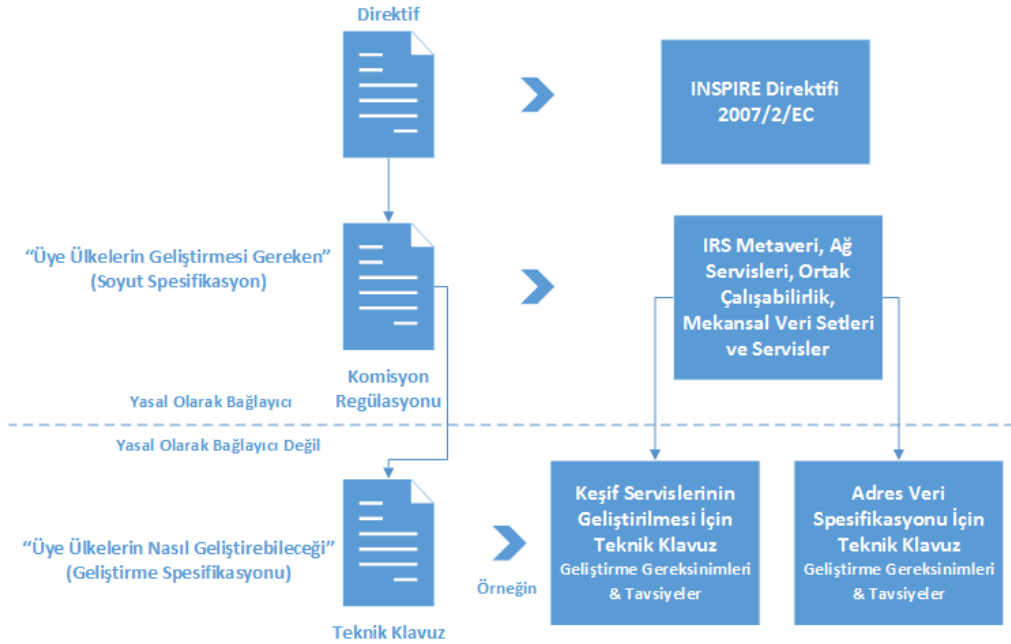 Direktif
INSPIRE Direktifi
2007/2/EC
“Üye Ülkelerin Geliştirmesi Gereken”
(Soyut Spesifikasyon)
IRS Metaveri, Ağ
Servisleri, Ortak
Çalışabilirlik,
Mekansal Veri Setleri
ve Servisler
Komisyon
Regülasyonu
Yasal Olarak Bağlayıcı
Yasal Olarak Bağlayıcı Değil
“Üye Ülkelerin Nasıl Geliştirebileceği”
(Geliştirme Spesifikasyonu)
Teknik Klavuz
Örneğin
Keşif Servislerinin
Geliştirilmesi İçin
Teknik Klavuz
Geliştirme Gereksinimleri
& Tavsiyeler
Adres Veri
Spesifikasyonu İçin
Teknik Klavuz
Geliştirme Gereksinimleri
& Tavsiyeler